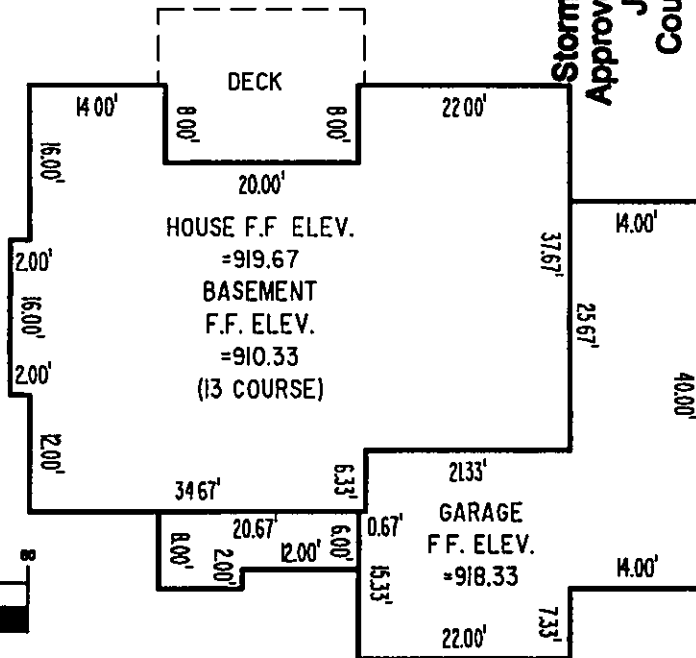 Storm
Approv
J
Cou
DECK
14 00'
8.00'
8.00'
22 00'
16.00'
20.00'
14.00'
HOUSE F.F ELEV.
=919.67
BASEMENT
F.F. ELEV.
=910.33
(13 COURSE)
2.00'
16.00'
2.00'
37.67'
25.67'
40.00'
12.00'
34 67'
6.33'
21.33'
20.67'
6.00'
0.67'
GARAGE
F F. ELEV.
=918.33
8.00'
2.00'
12.00'
15.33'
14.00'
7.33'
22.00'